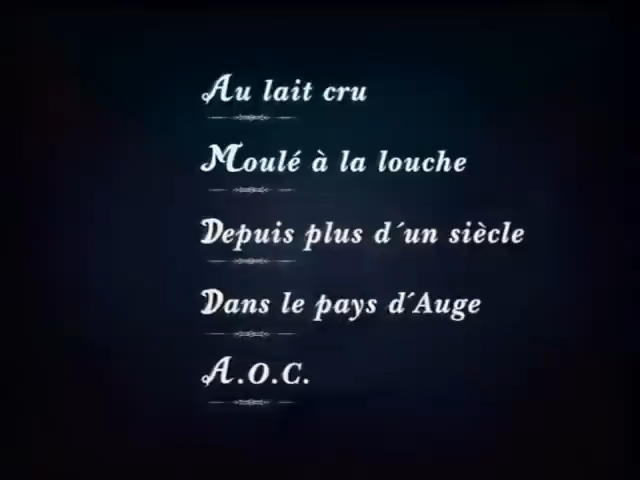 Au lait cru
Moulé à la louche
Depuis plus d´un siècle
Dans le pays d´Auge
A.O.C.